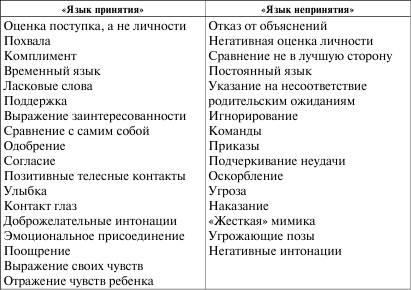 «Язык принятия»
Оценка поступка, а не личности
Похвала
Комплимент
Временный язык
Ласковые слова
Поддержка
Выражение заинтересованности
Сравнение с самим собой
Одобрение
Согласие
Позитивные телесные контакты
Улыбка
Контакт глаз
Доброжелательные интонации
Эмоциональное присоединение
Поощрение
Выражение своих чувств
Отражение чувств ребенка
«Язык непринятия»
Отказ от объяснений
Негативная оценка личности
Сравнение не в лучшую сторону
Постоянный язык
Указание на несоответствие
родительским ожиданиям
Игнорирование
Команды
Приказы
Подчеркивание неудачи
Оскорбление
Угроза
Наказание
«Жесткая» мимика
Угрожающие позы
Негативные интонации